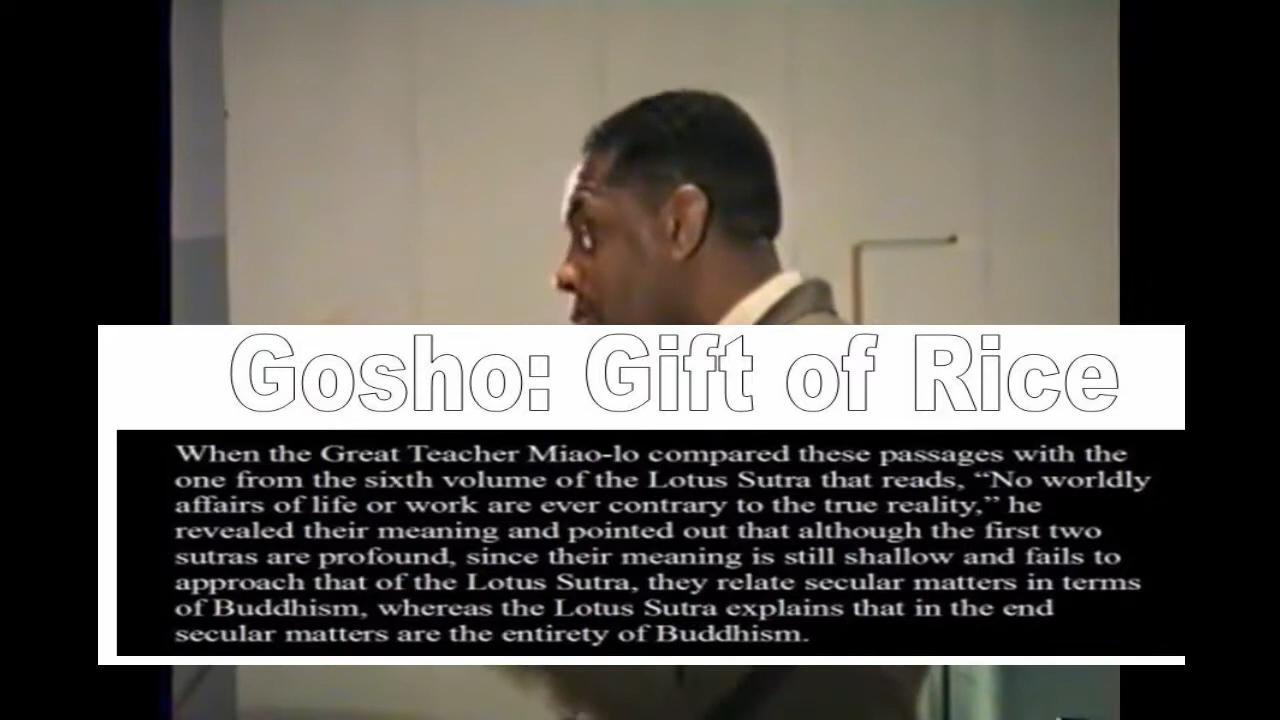 Gosho: Gift of Rice
When the Great Teacher Miao-lo compared these passages with the
one from the sixth volume of the Lotus Sutra that reads, “No worldly
affairs of life or work are ever contrary to the true reality,” he
revealed their meaning and pointed out that although the first two
sutras are profound, since their meaning is still shallow and fails to
approach that of the Lotus Sutra, they relate secular matters in terms
of Buddhism, whereas the Lotus Sutra explains that in the end
secular matters are the entirety of Buddhism.